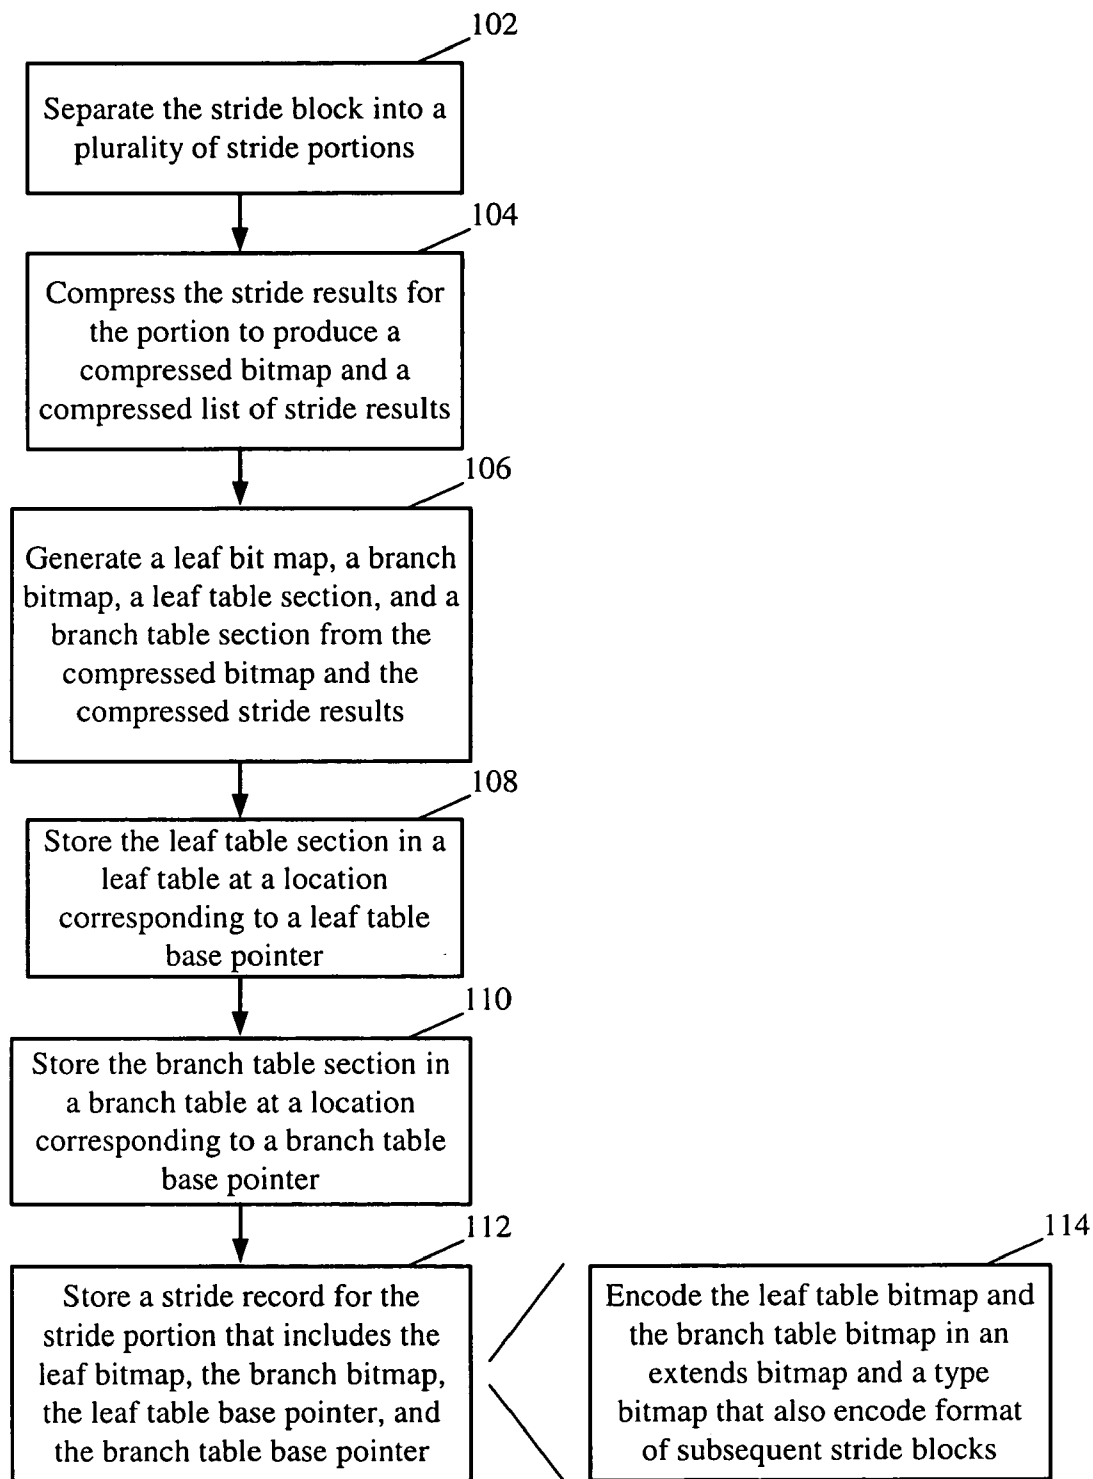 102
Separate the stride block into a
plurality of stride portions
104
Compress the stride results for
the portion to produce a
compressed bitmap and a
compressed list of stride results
106
Generate a leaf bit map, a branch
bitmap, a leaf table section, and a
branch table section from the
compressed bitmap and the
compressed stride results
108
Store the leaf table section in a
leaf table at a location
corresponding to a leaf table
base pointer
110
Store the branch table section in
a branch table at a location
corresponding to a branch table
base pointer
112
Store a stride record for the
stride portion that includes the
leaf bitmap, the branch bitmap,
the leaf table base pointer, and
the branch table base pointer
114
Encode the leaf table bitmap and
the branch table bitmap in an
extends bitmap and a type
bitmap that also encode format
of subsequent stride blocks